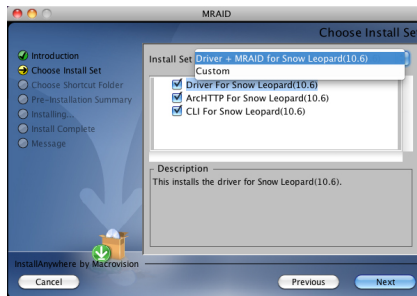 MRAID
Choose Install Se
Introduction
Choose Install Set
Choose Shortcut Folder
Pre-Installation Summary
Installing...
Install Complete
Message
Install Set
Driver + MRAID for Snow Leopard(10.6)
Custom
Driver For Snow Leopard(10.6)
ArcHTTP For Snow Leopard(10.6)
CLI For Snow Leopard(10.6)
Description
This installs the driver for Snow Leopard(10.6).
InstallAnywhere by Macrovision
Cancel
Previous
Next